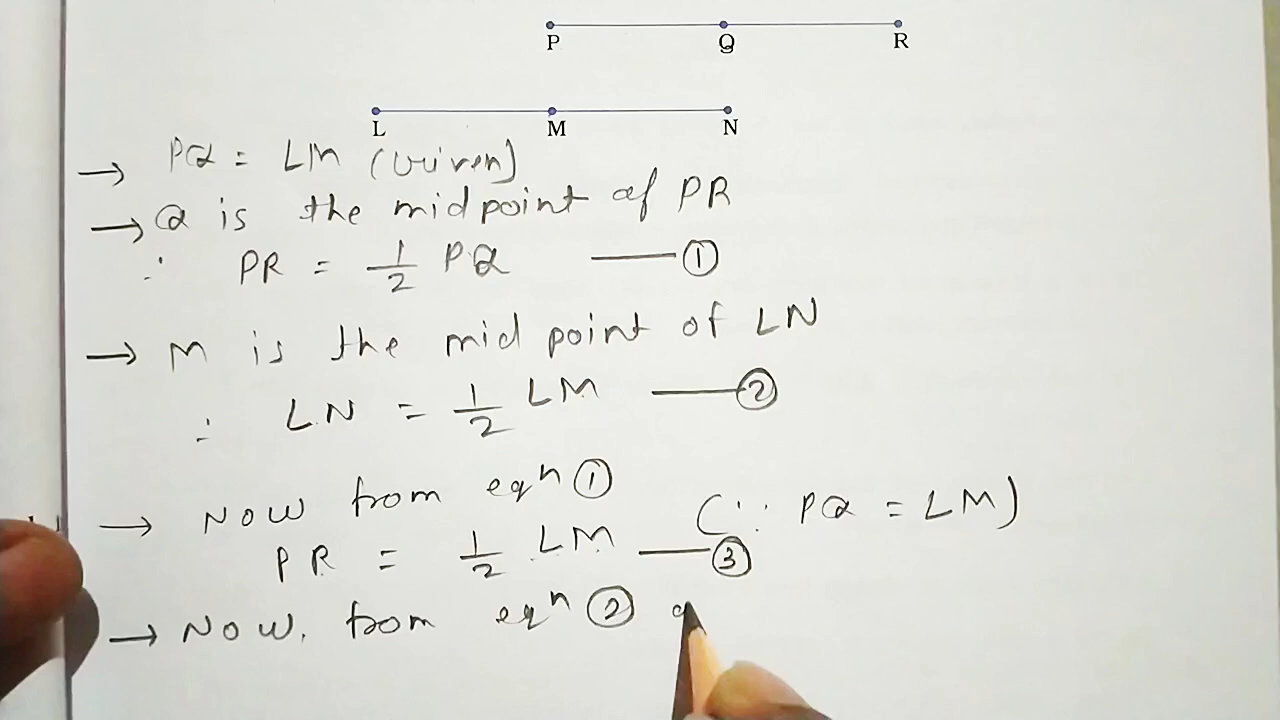 P Q R
L M N
→ PQ = LM (Given)
→ Q is the midpoint of PR
∴ PR = 1/2 PQ —— ①
→ M is the mid point of LN
∴ LN = 1/2 LM —— ②
→ NOW from eqn ①
PR = 1/2 LM —— ③ (∵ PQ = LM)
→ NOW, from eqn ②